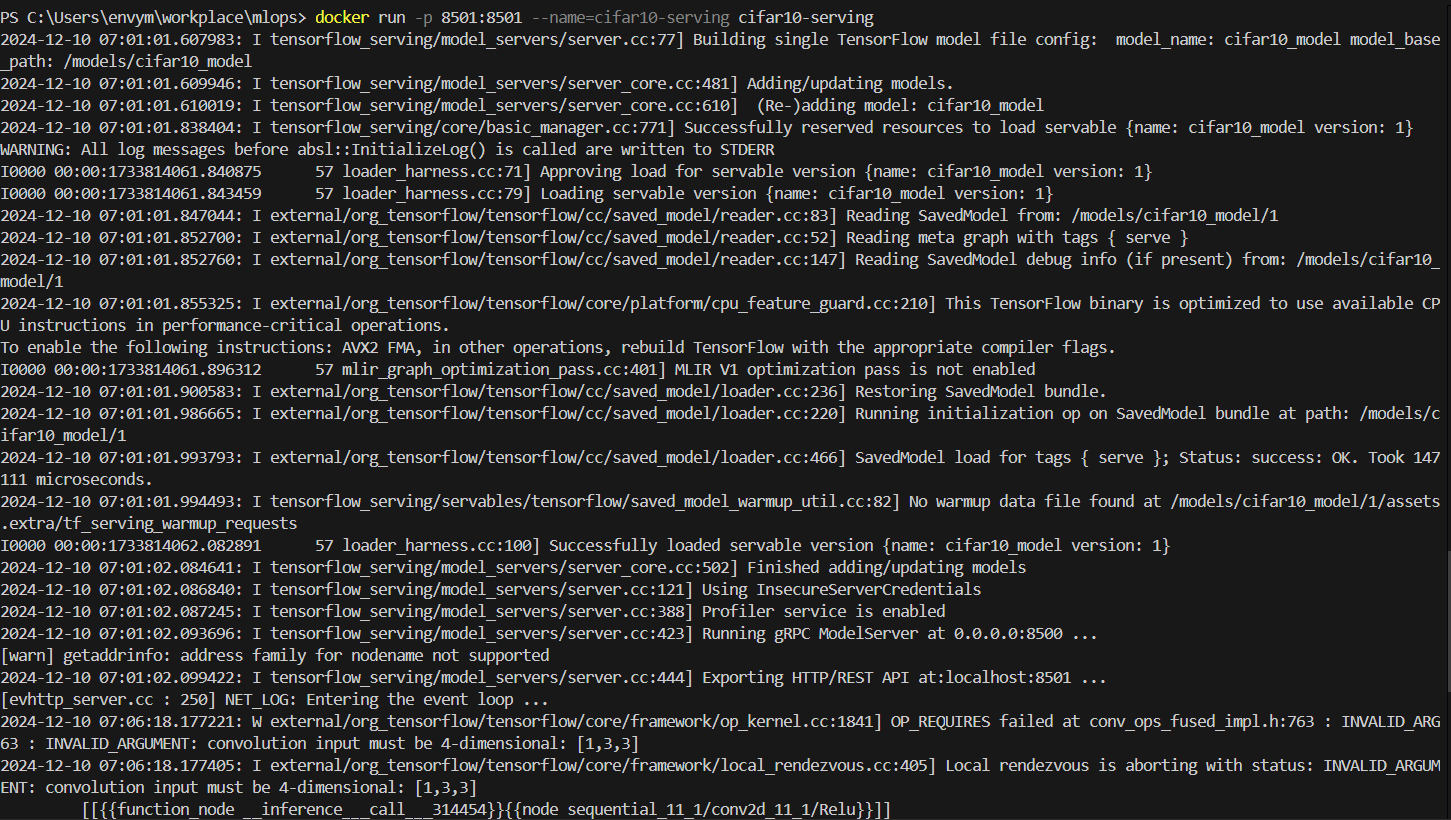 PS C:\Users\envym\workplace\mlops> docker run -p 8501:8501 --name=cifar10-serving cifar10-serving
2024-12-10 07:01:01.607983: I tensorflow_serving/model_servers/server.cc:77] Building single TensorFlow model file config:  model_name: cifar10_model model_base
_path: /models/cifar10_model
2024-12-10 07:01:01.609946: I tensorflow_serving/model_servers/server_core.cc:481] Adding/updating models.
2024-12-10 07:01:01.610019: I tensorflow_serving/model_servers/server_core.cc:610]  (Re-)adding model: cifar10_model
2024-12-10 07:01:01.838404: I tensorflow_serving/core/basic_manager.cc:771] Successfully reserved resources to load servable {name: cifar10_model version: 1}
WARNING: All log messages before absl::InitializeLog() is called are written to STDERR
I0000 00:00:1733814061.840875      57 loader_harness.cc:71] Approving load for servable version {name: cifar10_model version: 1}
I0000 00:00:1733814061.843459      57 loader_harness.cc:79] Loading servable version {name: cifar10_model version: 1}
2024-12-10 07:01:01.847044: I external/org_tensorflow/tensorflow/cc/saved_model/reader.cc:83] Reading SavedModel from: /models/cifar10_model/1
2024-12-10 07:01:01.852700: I external/org_tensorflow/tensorflow/cc/saved_model/reader.cc:52] Reading meta graph with tags { serve }
2024-12-10 07:01:01.852760: I external/org_tensorflow/tensorflow/cc/saved_model/reader.cc:147] Reading SavedModel debug info (if present) from: /models/cifar10_
model/1
2024-12-10 07:01:01.855325: I external/org_tensorflow/tensorflow/core/platform/cpu_feature_guard.cc:210] This TensorFlow binary is optimized to use available CP
U instructions in performance-critical operations.
To enable the following instructions: AVX2 FMA, in other operations, rebuild TensorFlow with the appropriate compiler flags.
I0000 00:00:1733814061.896312      57 mlir_graph_optimization_pass.cc:401] MLIR V1 optimization pass is not enabled
2024-12-10 07:01:01.900583: I external/org_tensorflow/tensorflow/cc/saved_model/loader.cc:236] Restoring SavedModel bundle.
2024-12-10 07:01:01.986665: I external/org_tensorflow/tensorflow/cc/saved_model/loader.cc:220] Running initialization op on SavedModel bundle at path: /models/c
ifar10_model/1
2024-12-10 07:01:01.993793: I external/org_tensorflow/tensorflow/cc/saved_model/loader.cc:466] SavedModel load for tags { serve }; Status: success: OK. Took 147
111 microseconds.
2024-12-10 07:01:01.994493: I tensorflow_serving/servables/tensorflow/saved_model_warmup_util.cc:82] No warmup data file found at /models/cifar10_model/1/assets
.extra/tf_serving_warmup_requests
I0000 00:00:1733814062.082891      57 loader_harness.cc:100] Successfully loaded servable version {name: cifar10_model version: 1}
2024-12-10 07:01:02.084641: I tensorflow_serving/model_servers/server_core.cc:502] Finished adding/updating models
2024-12-10 07:01:02.086840: I tensorflow_serving/model_servers/server.cc:121] Using InsecureServerCredentials
2024-12-10 07:01:02.087245: I tensorflow_serving/model_servers/server.cc:388] Profiler service is enabled
2024-12-10 07:01:02.093696: I tensorflow_serving/model_servers/server.cc:423] Running gRPC ModelServer at 0.0.0.0:8500 ...
[warn] getaddrinfo: address family for nodename not supported
2024-12-10 07:01:02.099422: I tensorflow_serving/model_servers/server.cc:444] Exporting HTTP/REST API at:localhost:8501 ...
[evhttp_server.cc : 250] NET_LOG: Entering the event loop ...
2024-12-10 07:06:18.177221: W external/org_tensorflow/tensorflow/core/framework/op_kernel.cc:1841] OP_REQUIRES failed at conv_ops_fused_impl.h:763 : INVALID_ARG
63 : INVALID_ARGUMENT: convolution input must be 4-dimensional: [1,3,3]
2024-12-10 07:06:18.177405: I external/org_tensorflow/tensorflow/core/framework/local_rendezvous.cc:405] Local rendezvous is aborting with status: INVALID_ARGUM
ENT: convolution input must be 4-dimensional: [1,3,3]
         [[{{function_node __inference___call___314454}}{{node sequential_11_1/conv2d_11_1/Relu}}]]